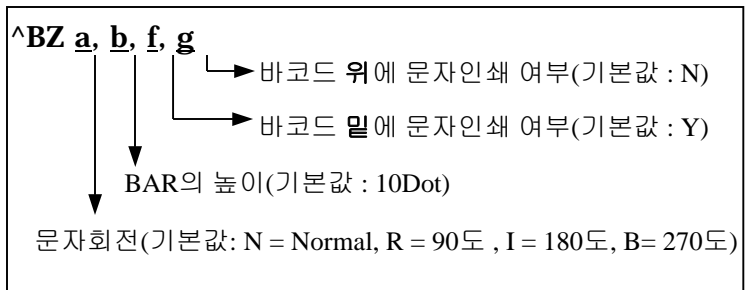 ^BZ a, b, f, g
바코드 위에 문자인쇄 여부(기본값 : N)
바코드 밑에 문자인쇄 여부(기본값 : Y)
BAR의 높이(기본값 : 10Dot)
문자회전(기본값: N = Normal, R = 90도 , I = 180도, B= 270도)